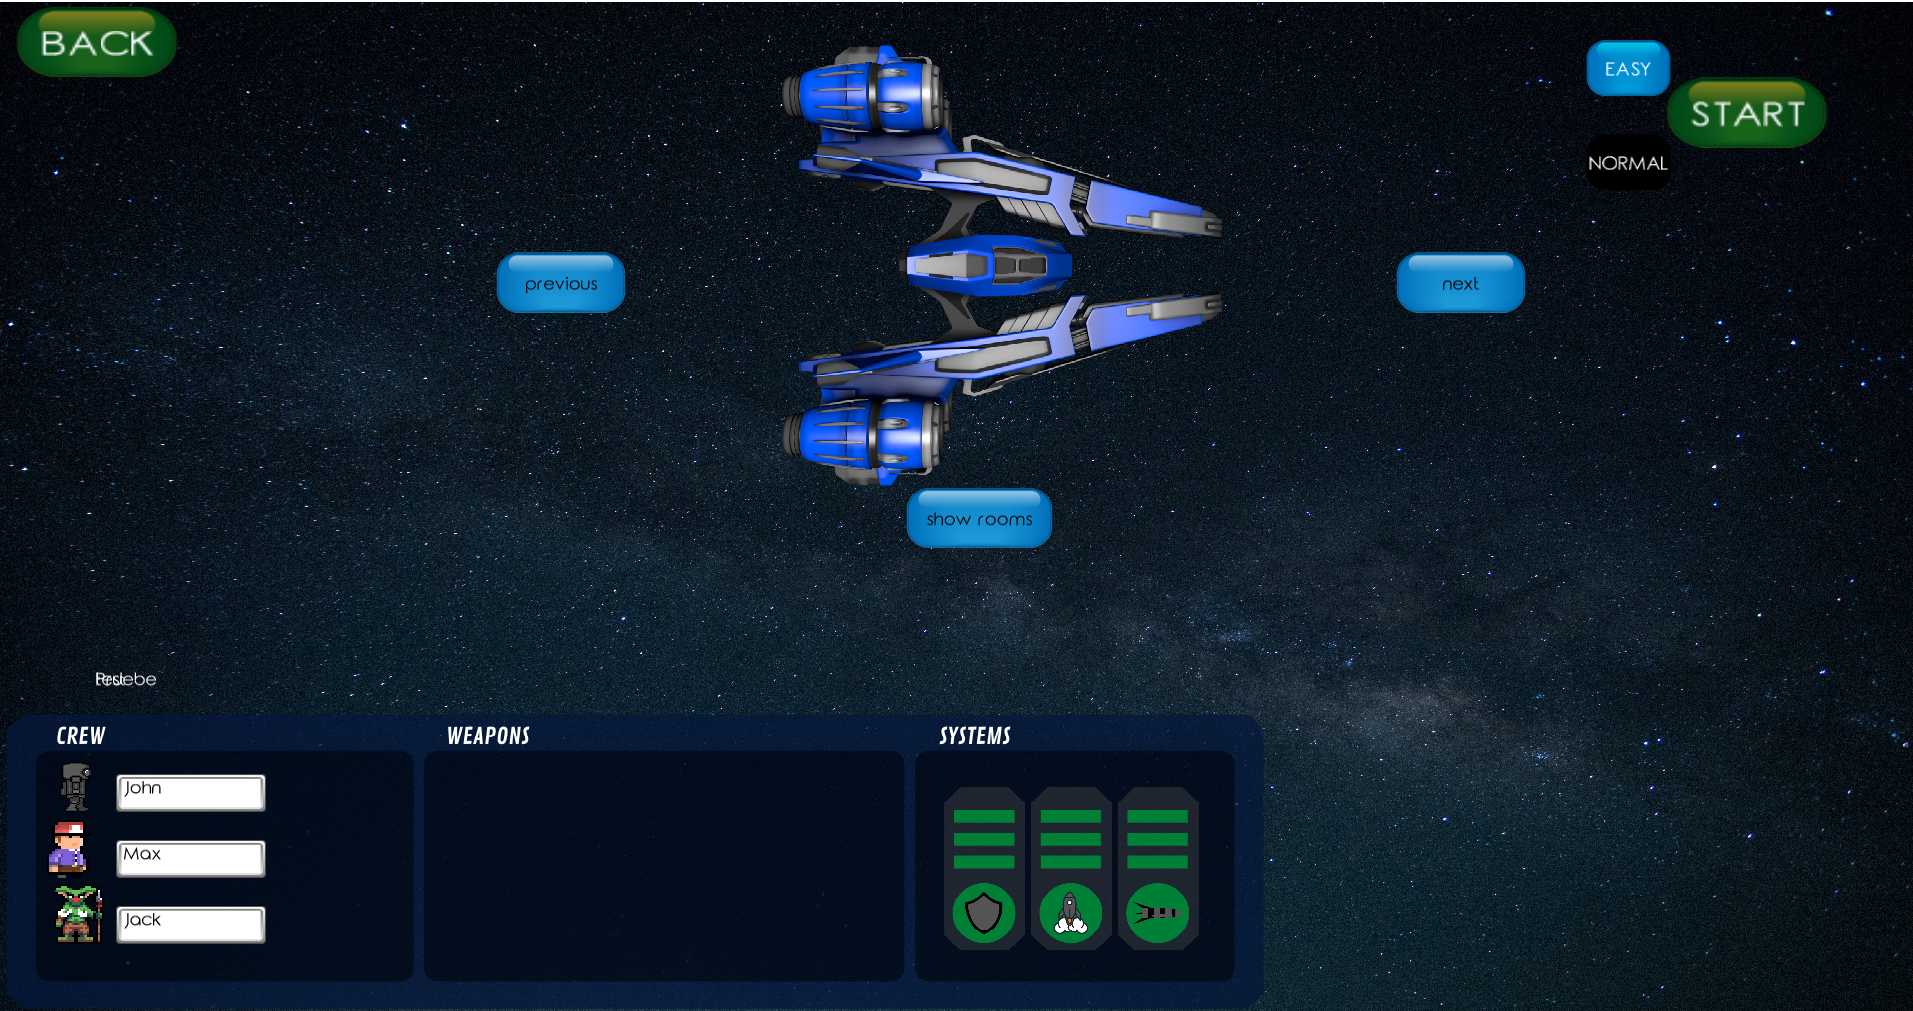 BACK
EASY
START
NORMAL
previous
next
show rooms
CREW
WEAPONS
SYSTEMS
John
Max
Jack